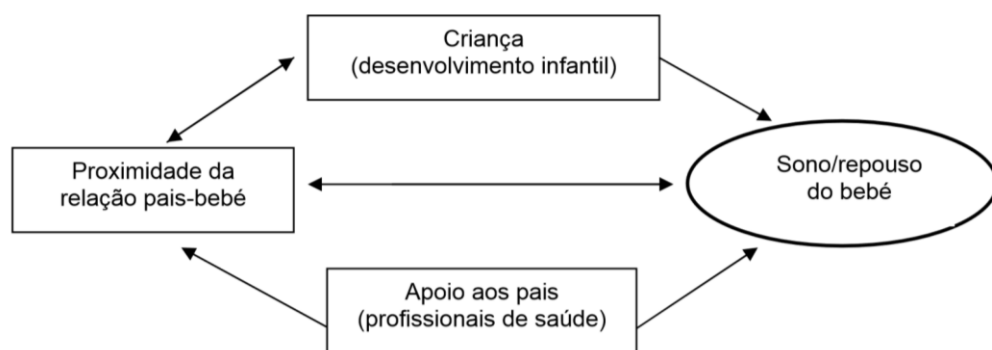 Criança
(desenvolvimento infantil)
Proximidade da
relação pais-bebé
Sono/repouso
do bebé
Apoio aos pais
(profissionais de saúde)